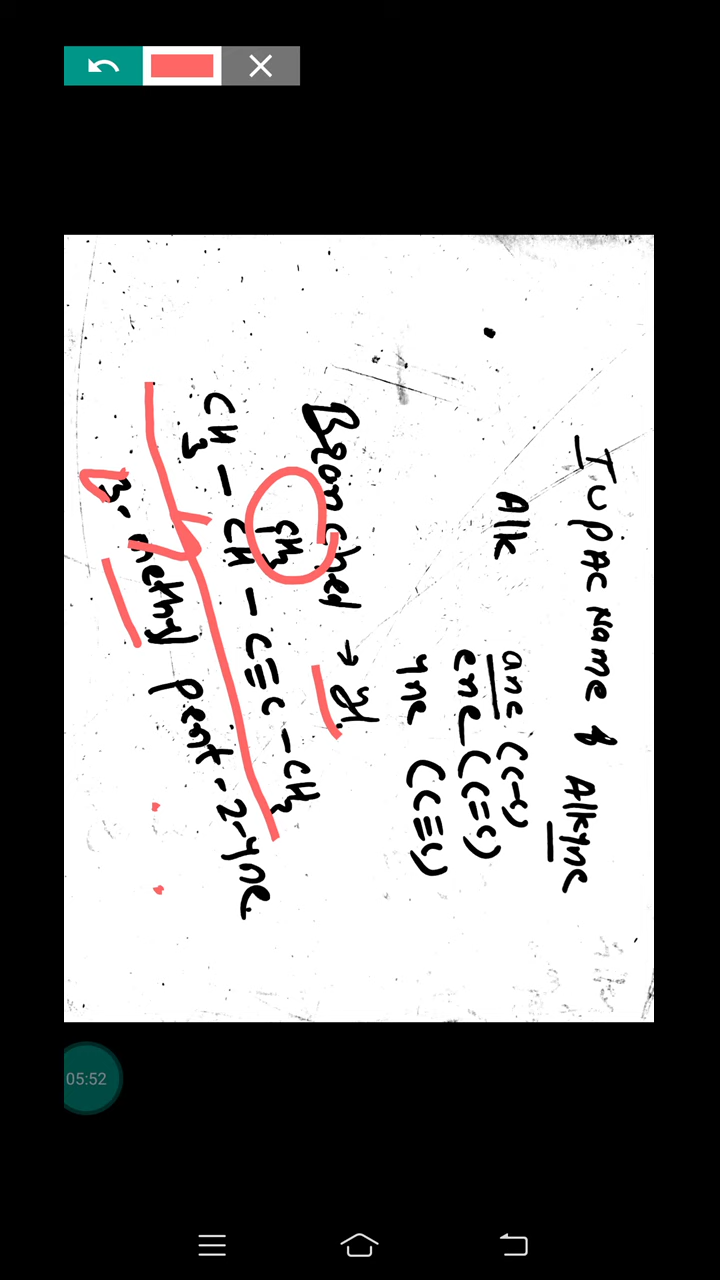 IUPAC Name of Alkyne
Alk
ane (C-C)
ene (C=C)
yne (C≡C)
Branched → yl
CH3
CH3 - CH - C≡C - CH3
methyl pent-2-yne
05:52